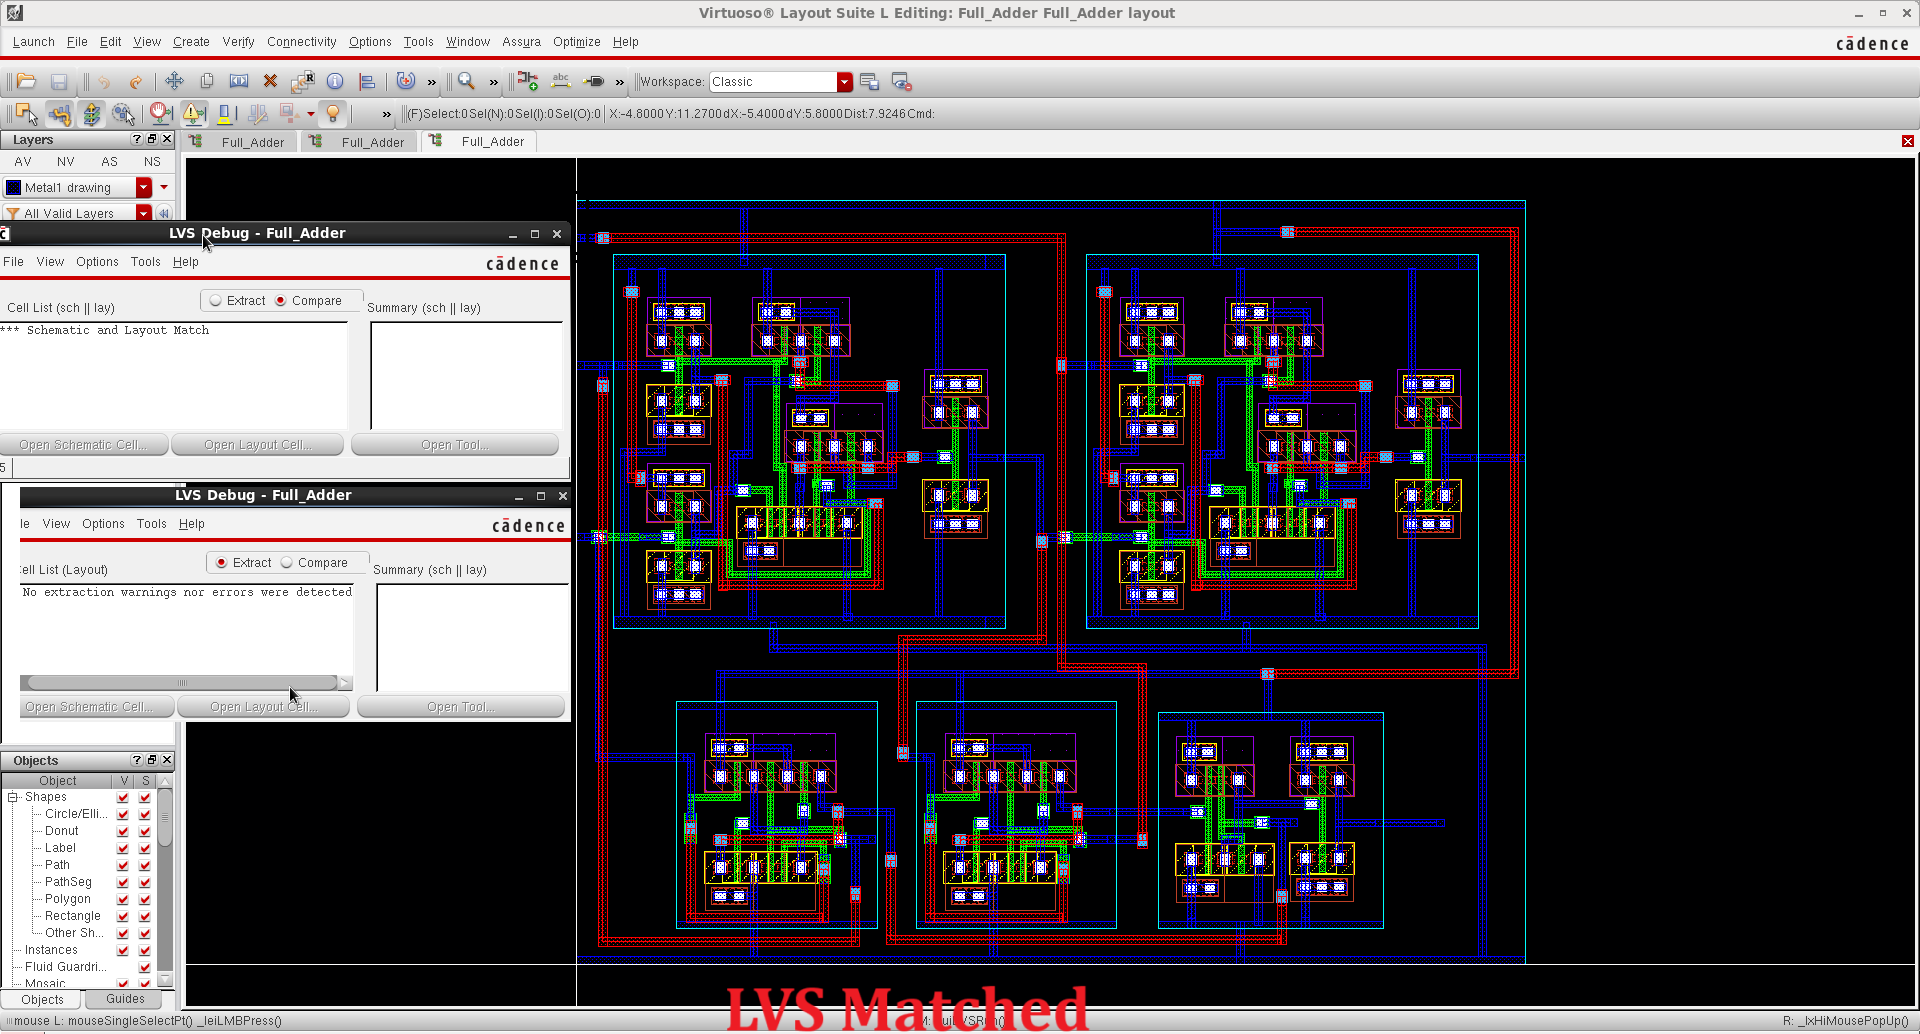 Virtuoso® Layout Suite L Editing: Full_Adder Full_Adder layout
Launch File Edit View Create Verify Connectivity Options Tools Window Assura Optimize Help
cādence
Workspace: Classic
(F)Select:0 Sel(N):0 Sel(I):0 Sel(O):0 X:-4.8000 Y:11.2700 dX:-5.4000 dY:5.8000 Dist:7.9246 Cmd:
Layers
Full_Adder Full_Adder Full_Adder
AV NV AS NS
Metal1 drawing
All Valid Layers
LVS Debug - Full_Adder
File View Options Tools Help
cādence
Cell List (sch || lay) Extract Compare Summary (sch || lay)
*** Schematic and Layout Match
Open Schematic Cell... Open Layout Cell... Open Tool...
5
LVS Debug - Full_Adder
le View Options Tools Help
cādence
ell List (Layout) Extract Compare Summary (sch || lay)
No extraction warnings nor errors were detected
Open Schematic Cell... Open Layout Cell... Open Tool...
Objects
Object V S
Shapes
Circle/Elli...
Donut
Label
Path
PathSeg
Polygon
Rectangle
Other Sh...
Instances
Fluid Guardri...
Mosaic
Objects Guides
LVS Matched
mouse L: mouseSingleSelectPt() _leiLMBPress()
R: _lxHiMousePopUp()